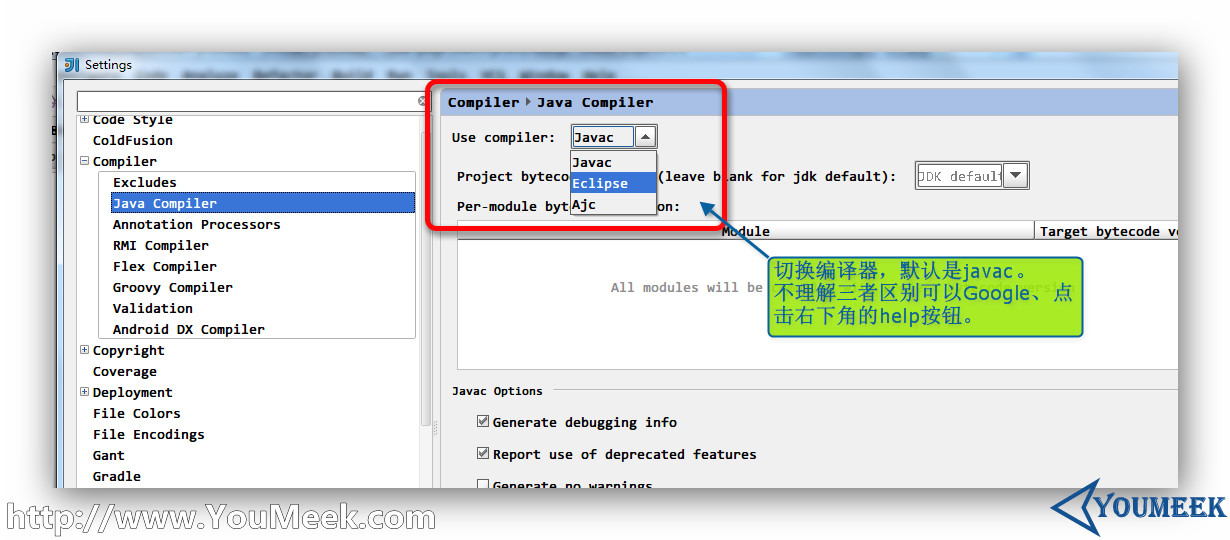 Settings
Code Style
ColdFusion
Compiler
Excludes
Java Compiler
Annotation Processors
RMI Compiler
Flex Compiler
Groovy Compiler
Validation
Android DX Compiler
Copyright
Coverage
Deployment
File Colors
File Encodings
Gant
Gradle
Compiler Java Compiler
Use compiler: Javac
Javac
Eclipse
Ajc
Project byteco (leave blank for jdk default): JDK default
Per-module byt on:
Module Target bytecode ve
All modules will be
切换编译器，默认是javac。
不理解三者区别可以Google、点
击右下角的help按钮。
Javac Options
Generate debugging info
Report use of deprecated features
Generate no warnings
http://www.YouMeek.com
YOUMEEK